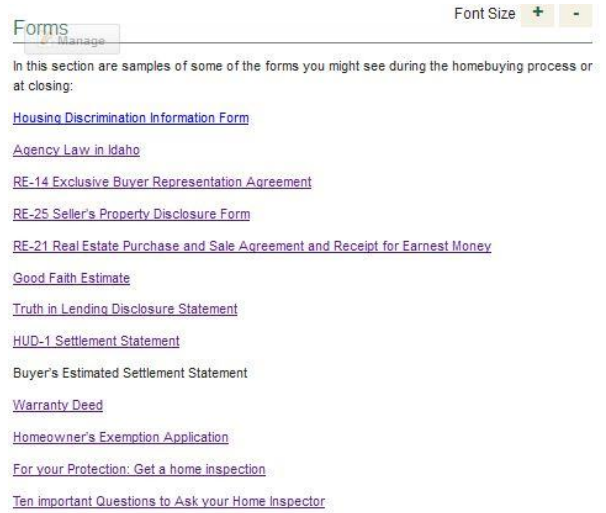 Font Size + -
Forms
Manage
In this section are samples of some of the forms you might see during the homebuying process or
at closing:
Housing Discrimination Information Form
Agency Law in Idaho
RE-14 Exclusive Buyer Representation Agreement
RE-25 Seller's Property Disclosure Form
RE-21 Real Estate Purchase and Sale Agreement and Receipt for Earnest Money
Good Faith Estimate
Truth in Lending Disclosure Statement
HUD-1 Settlement Statement
Buyer's Estimated Settlement Statement
Warranty Deed
Homeowner's Exemption Application
For your Protection: Get a home inspection
Ten important Questions to Ask your Home Inspector